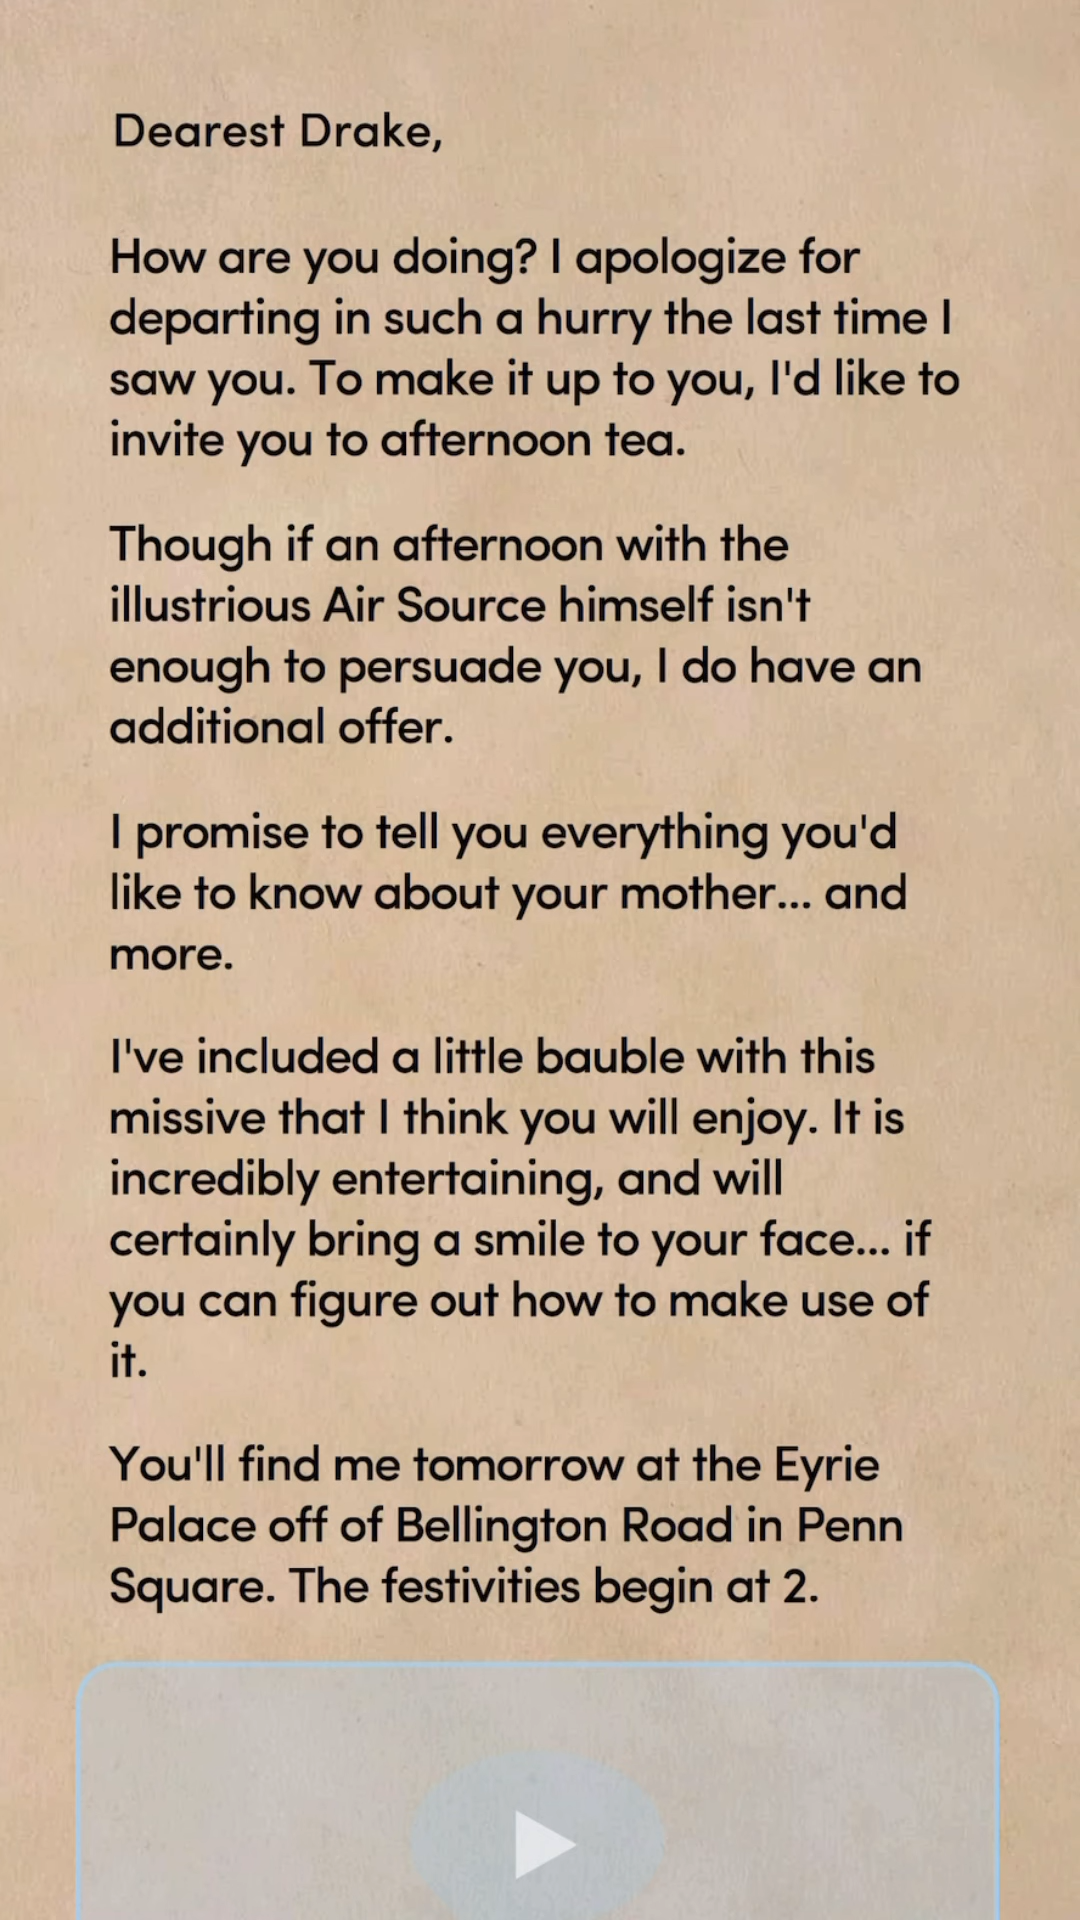 Dearest Drake,
How are you doing? I apologize for
departing in such a hurry the last time I
saw you. To make it up to you, I'd like to
invite you to afternoon tea.
Though if an afternoon with the
illustrious Air Source himself isn't
enough to persuade you, I do have an
additional offer.
I promise to tell you everything you'd
like to know about your mother... and
more.
I've included a little bauble with this
missive that I think you will enjoy. It is
incredibly entertaining, and will
certainly bring a smile to your face... if
you can figure out how to make use of
it.
You'll find me tomorrow at the Eyrie
Palace off of Bellington Road in Penn
Square. The festivities begin at 2.